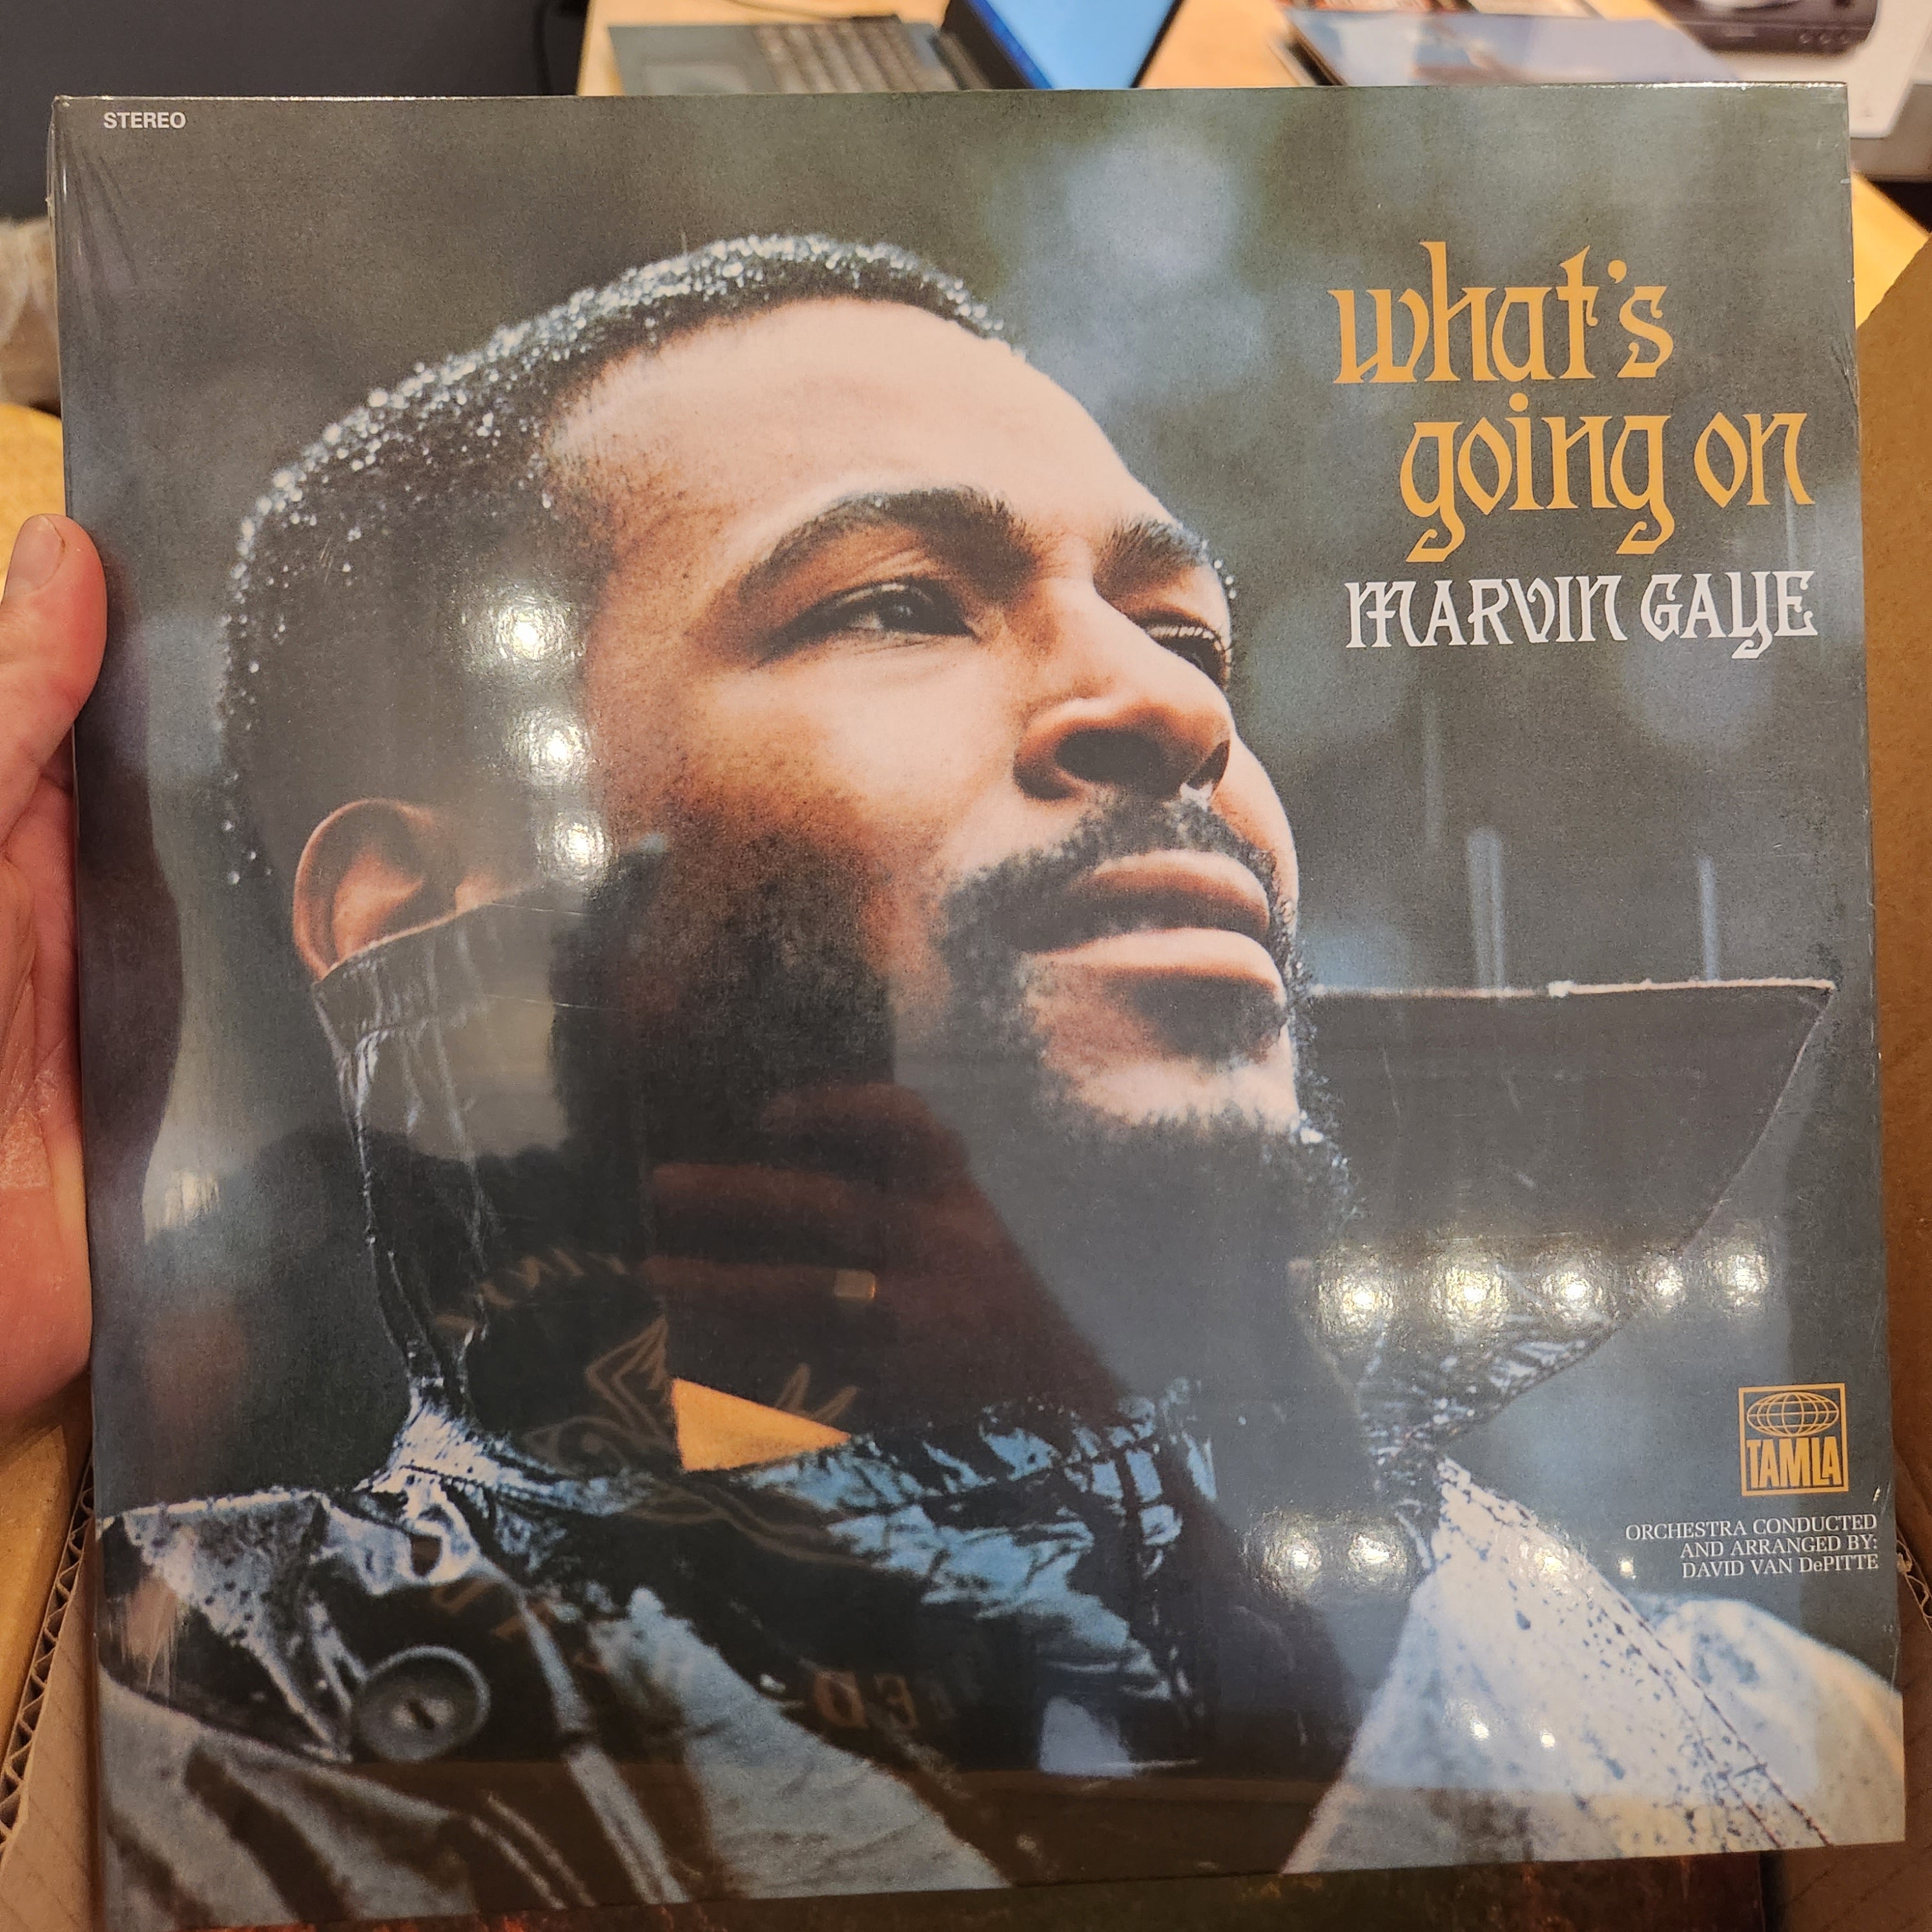 STEREO
what's
going on
MARVIN GAYE
TAMLA
ORCHESTRA CONDUCTED
AND ARRANGED BY:
DAVID VAN DePITTE